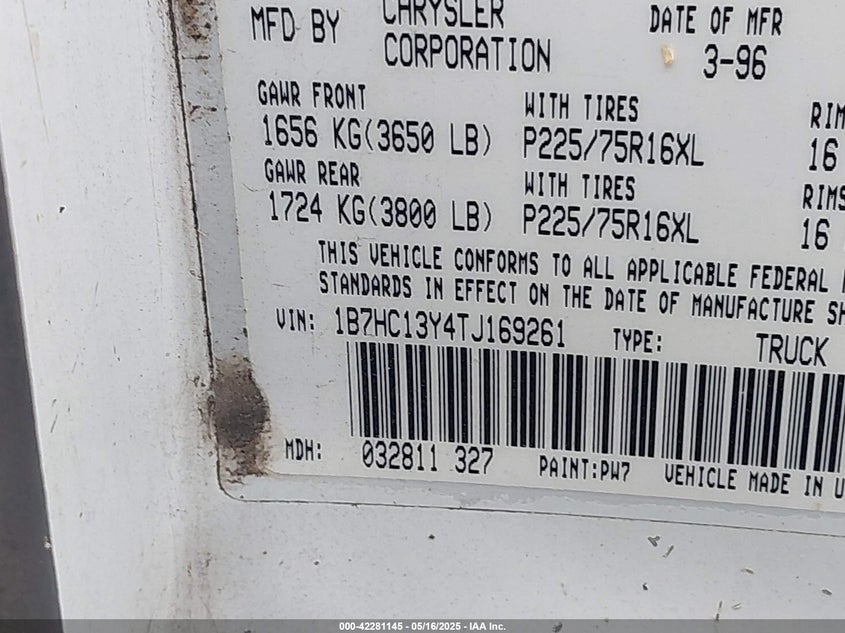 MFD BY CHRYSLER CORPORATION DATE OF MFR 3-96
GAWR FRONT WITH TIRES RIM
1656 KG(3650 LB) P225/75R16XL 16
GAWR REAR WITH TIRES RIMS
1724 KG(3800 LB) P225/75R16XL 16
THIS VEHICLE CONFORMS TO ALL APPLICABLE FEDERAL
STANDARDS IN EFFECT ON THE DATE OF MANUFACTURE SH
VIN: 1B7HC13Y4TJ169261 TYPE: TRUCK
MDH: 032811 327 PAINT:PW7 VEHICLE MADE IN U
000-42281145 - 05/16/2025 - IAA Inc.